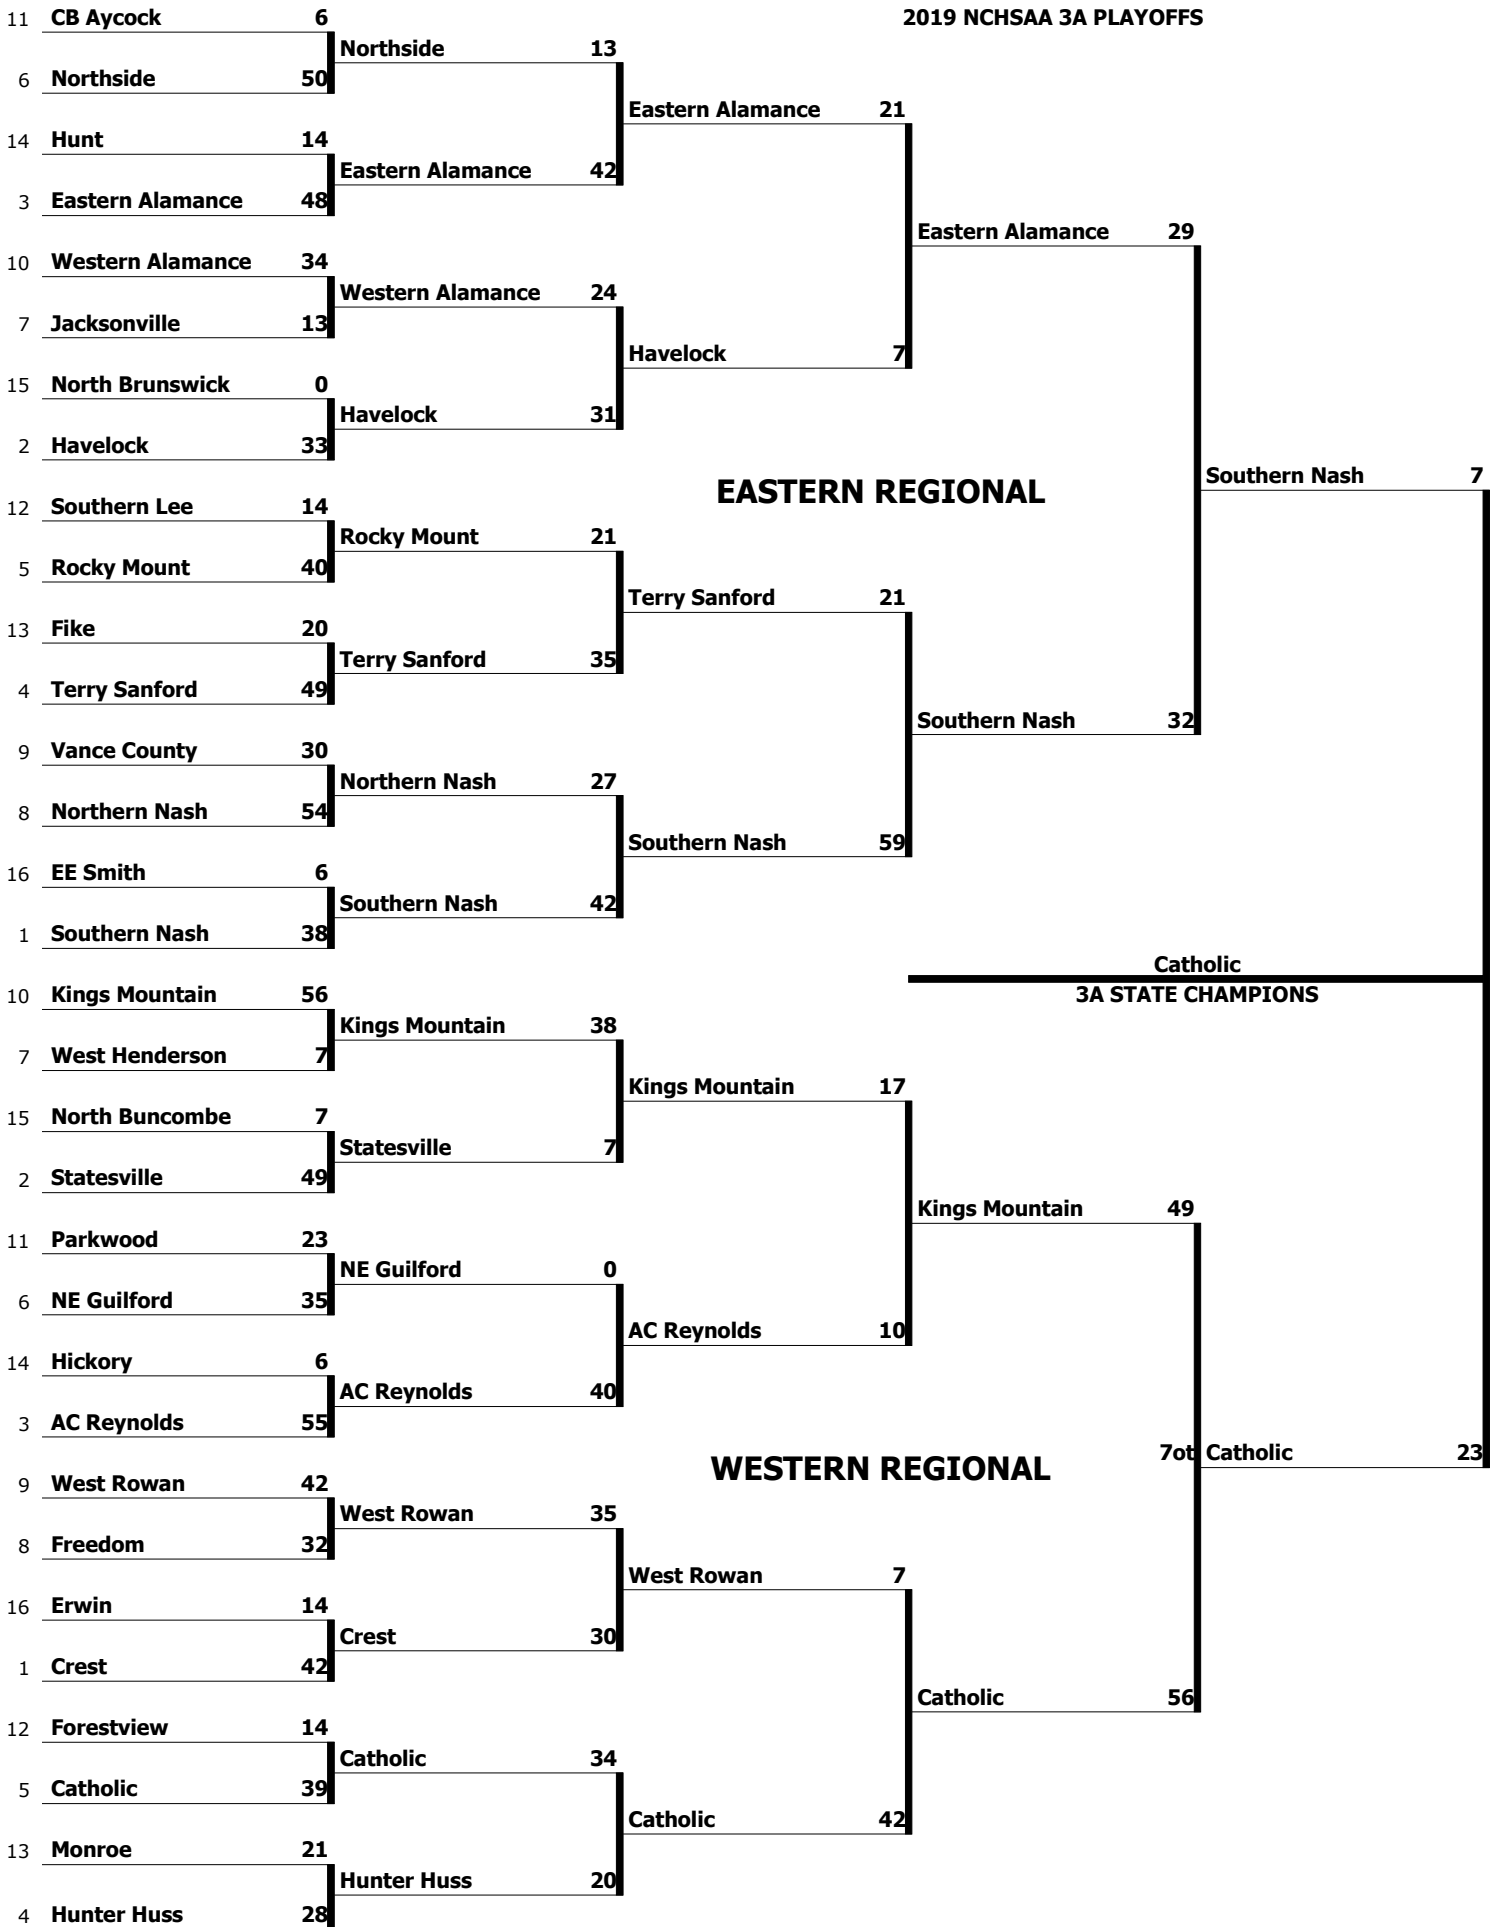 2019 NCHSAA 3A PLAYOFFS
11 CB Aycock 6
6 Northside 50
14 Hunt 14
3 Eastern Alamance 48
10 Western Alamance 34
7 Jacksonville 13
15 North Brunswick 0
2 Havelock 33
12 Southern Lee 14
5 Rocky Mount 40
13 Fike 20
4 Terry Sanford 49
9 Vance County 30
8 Northern Nash 54
16 EE Smith 6
1 Southern Nash 38
10 Kings Mountain 56
7 West Henderson 7
15 North Buncombe 7
2 Statesville 49
11 Parkwood 23
6 NE Guilford 35
14 Hickory 6
3 AC Reynolds 55
9 West Rowan 42
8 Freedom 32
16 Erwin 14
1 Crest 42
12 Forestview 14
5 Catholic 39
13 Monroe 21
4 Hunter Huss 28
Northside 13
Eastern Alamance 42
Western Alamance 24
Havelock 31
Rocky Mount 21
Terry Sanford 35
Northern Nash 27
Southern Nash 42
Kings Mountain 38
Statesville 7
NE Guilford 0
AC Reynolds 40
West Rowan 35
Crest 30
Catholic 34
Hunter Huss 20
Eastern Alamance 21
Havelock 7
EASTERN REGIONAL
Terry Sanford 21
Southern Nash 59
Kings Mountain 17
AC Reynolds 10
WESTERN REGIONAL
West Rowan 7
Catholic 42
Eastern Alamance 29
Southern Nash 32
Kings Mountain 49
Catholic 56
Southern Nash 7
7ot Catholic 23
Catholic
3A STATE CHAMPIONS